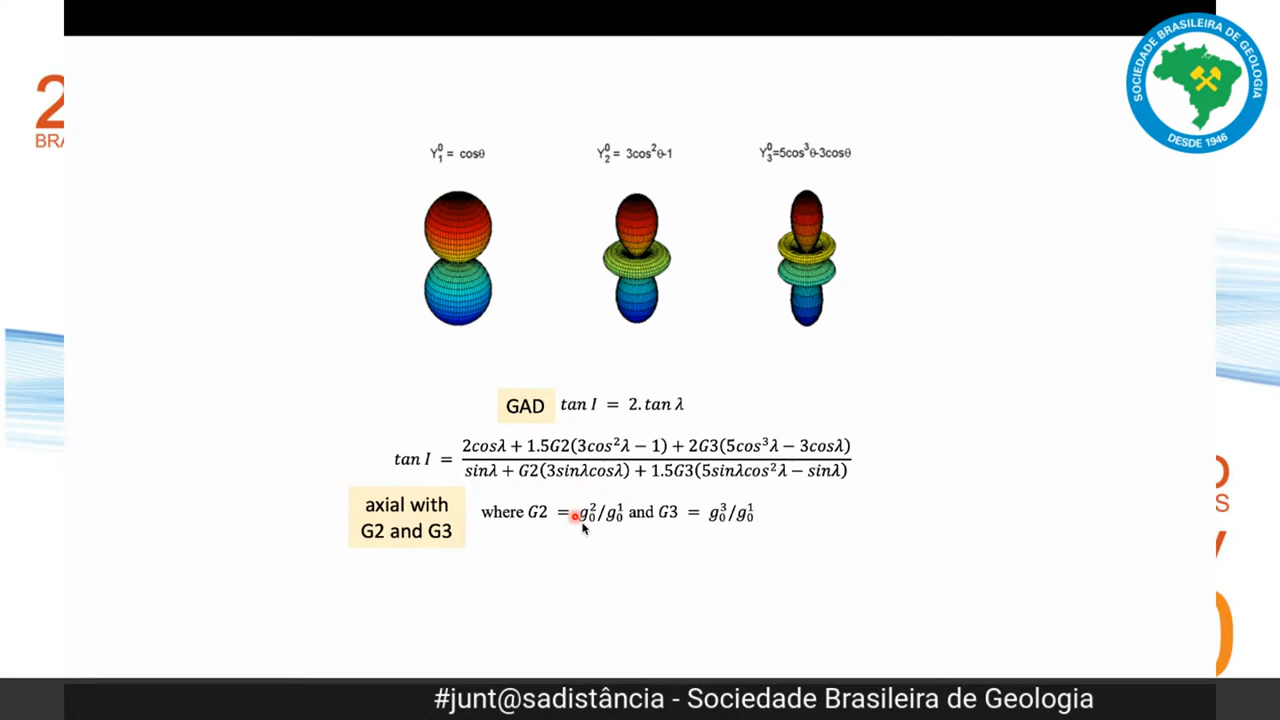 SOCIEDADE BRASILEIRA DE GEOLOGIA
DESDE 1946
2
BRA
Y₁⁰ = cosθ
Y₂⁰ = 3cos²θ-1
Y₃⁰=5cos³θ-3cosθ
GAD
tan I = 2. tan λ
tan I = (2cosλ + 1.5G2(3cos²λ − 1) + 2G3(5cos³λ − 3cosλ)) / (sinλ + G2(3sinλcosλ) + 1.5G3(5sinλcos²λ − sinλ))
axial with
G2 and G3
where G2 = g₀²/g₀¹ and G3 = g₀³/g₀¹
S
#junt@sadistância - Sociedade Brasileira de Geologia